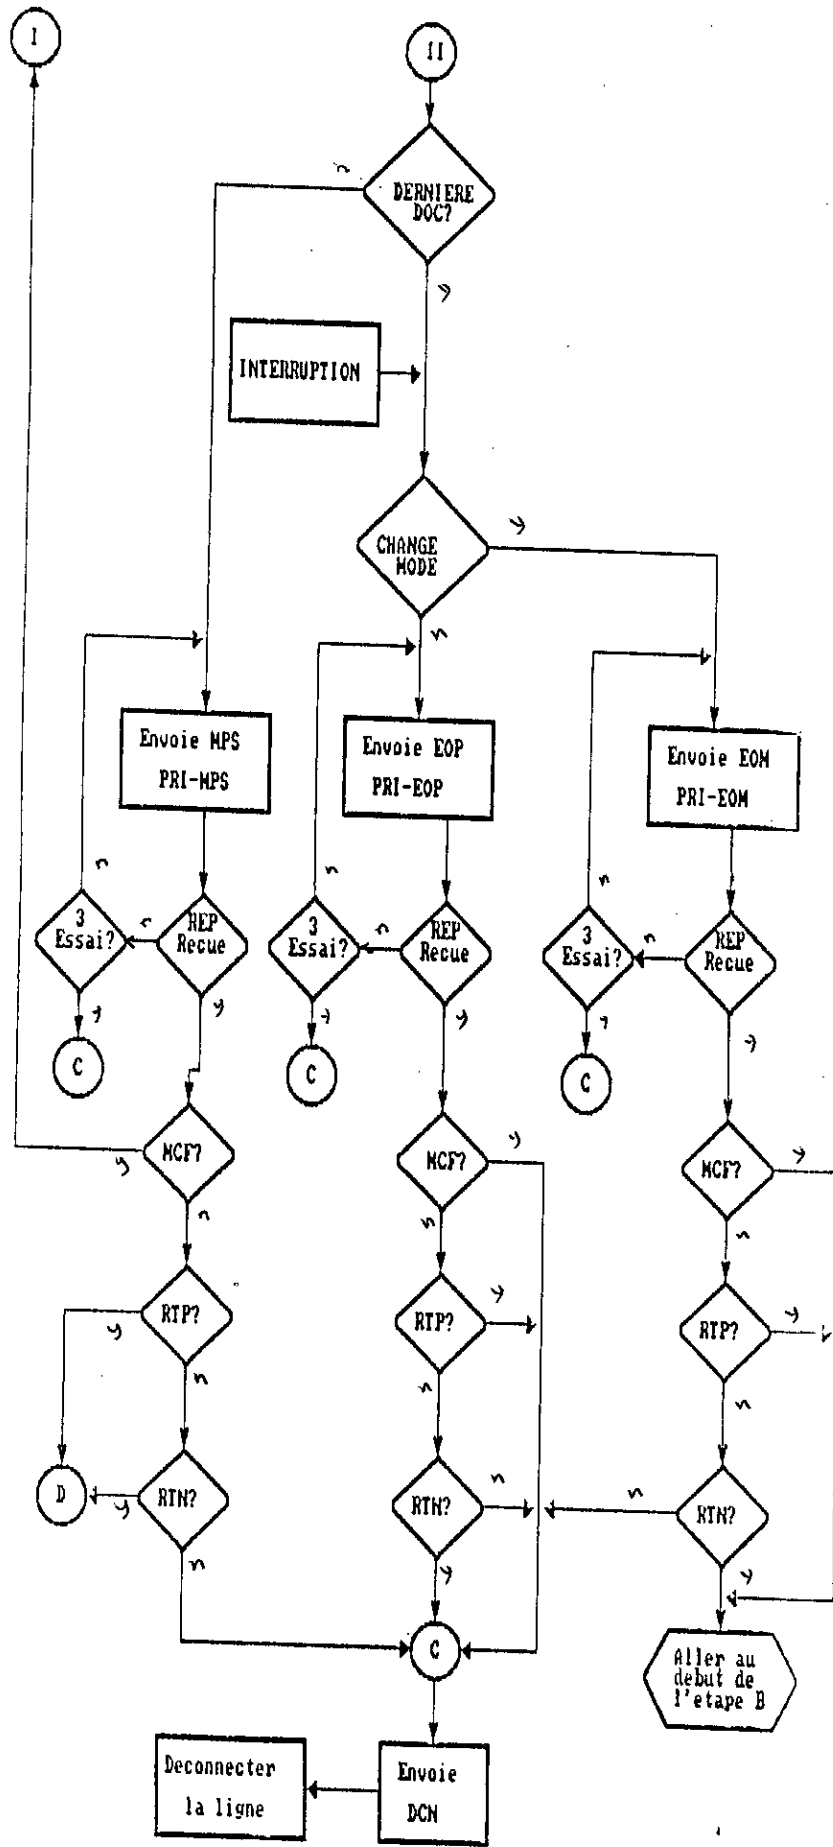 I
II
n
DERNIERE
DOC?
y
INTERRUPTION
CHANGE
MODE
y
n
Envoie MPS
PRI-MPS
Envoie EOP
PRI-EOP
Envoie EOM
PRI-EOM
n
n
n
3
Essai?
n
REP
Recue
3
Essai?
n
REP
Recue
3
Essai?
n
REP
Recue
y
y
y
y
y
y
C
C
C
MCF?
y
n
MCF?
y
n
MCF?
y
n
RTP?
y
n
RTP?
y
n
RTP?
y
n
D
y
RTN?
n
RTN?
n
y
n
RTN?
y
C
Aller au
debut de
l'etape B
Deconnecter
la ligne
Envoie
DCN